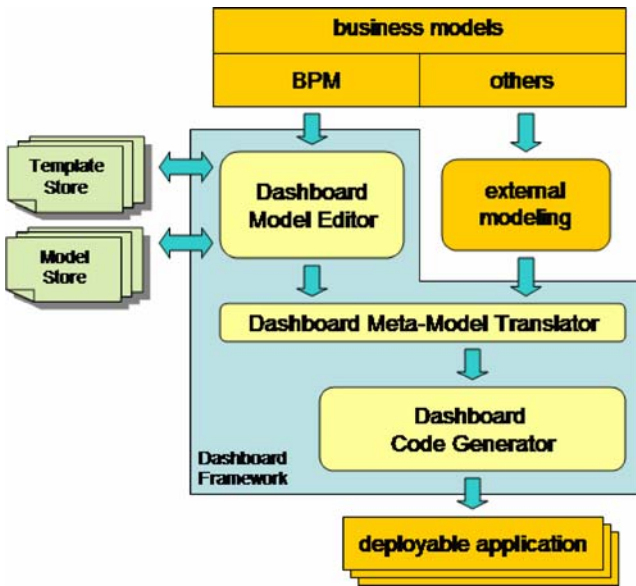 business models
BPM
others
Template
Store
Dashboard
Model Editor
external
modeling
Model
Store
Dashboard Meta-Model Translator
Dashboard
Code Generator
Dashboard
Framework
deployable application